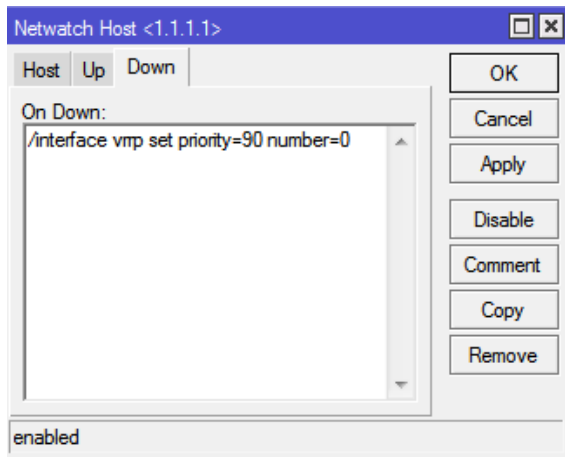 Netwatch Host <1.1.1.1>
Host Up Down
On Down:
/interface vrrp set priority=90 number=0
OK
Cancel
Apply
Disable
Comment
Copy
Remove
enabled